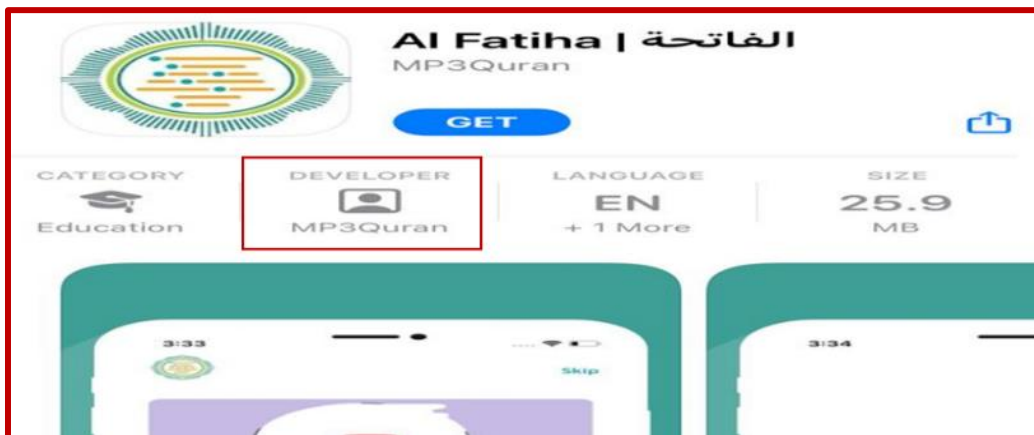 Al Fatiha | الفاتحة
MP3Quran
GET
CATEGORY DEVELOPER LANGUAGE SIZE
EN 25.9
Education MP3Quran + 1 More MB
3:33 3:34
Skip